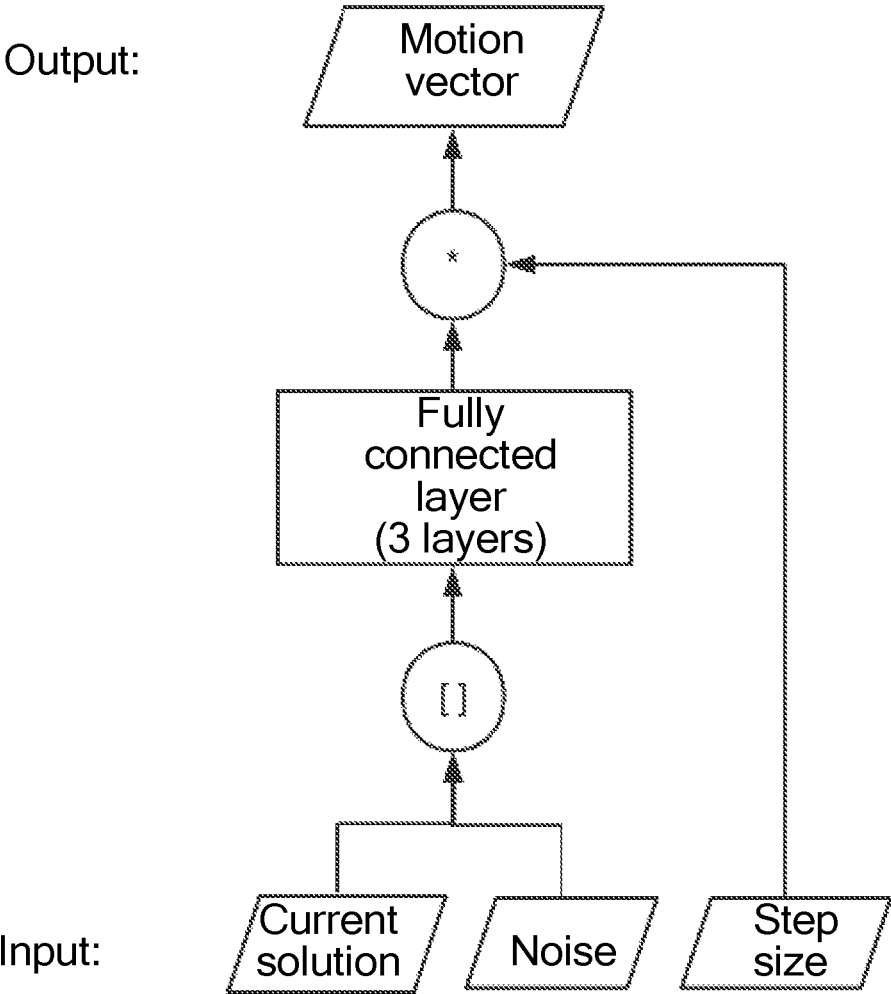 Output:
Motion
vector
*
Fully
connected
layer
(3 layers)
[ ]
Input:
Current
solution
Noise
Step
size